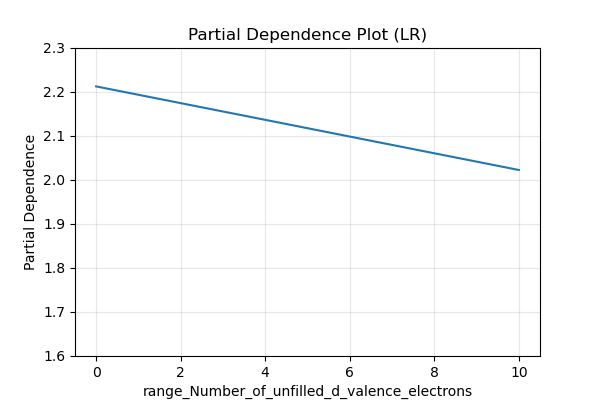 Partial Dependence Plot (LR)
2.3
2.2
2.1
2.0
1.9
1.8
1.7
1.6
Partial Dependence
0 2 4 6 8 10
range_Number_of_unfilled_d_valence_electrons